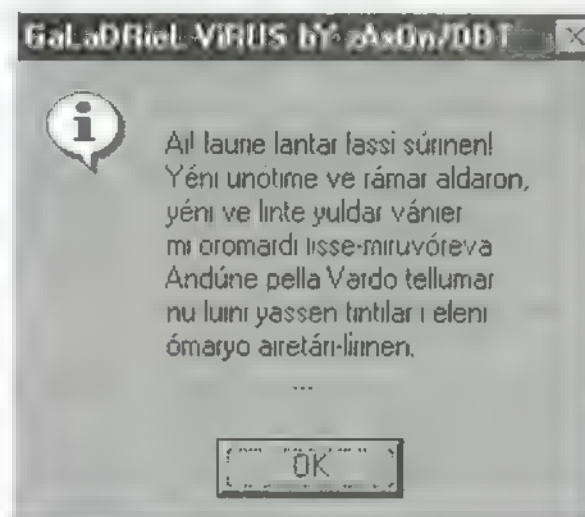 GaLaDRieL ViRUS bY zAxOn/DDT
Ai! laurie lantar lassi súrinen!
Yéni unotime ve rámar aldaron,
yéni ve linte yuldar vánier
mi oromardi lisse-miruvóreva
Andúne pella Vardo tellumar
nu luini yassen tintilar i eleni
ómaryo airetári-lírinen.
...
OK